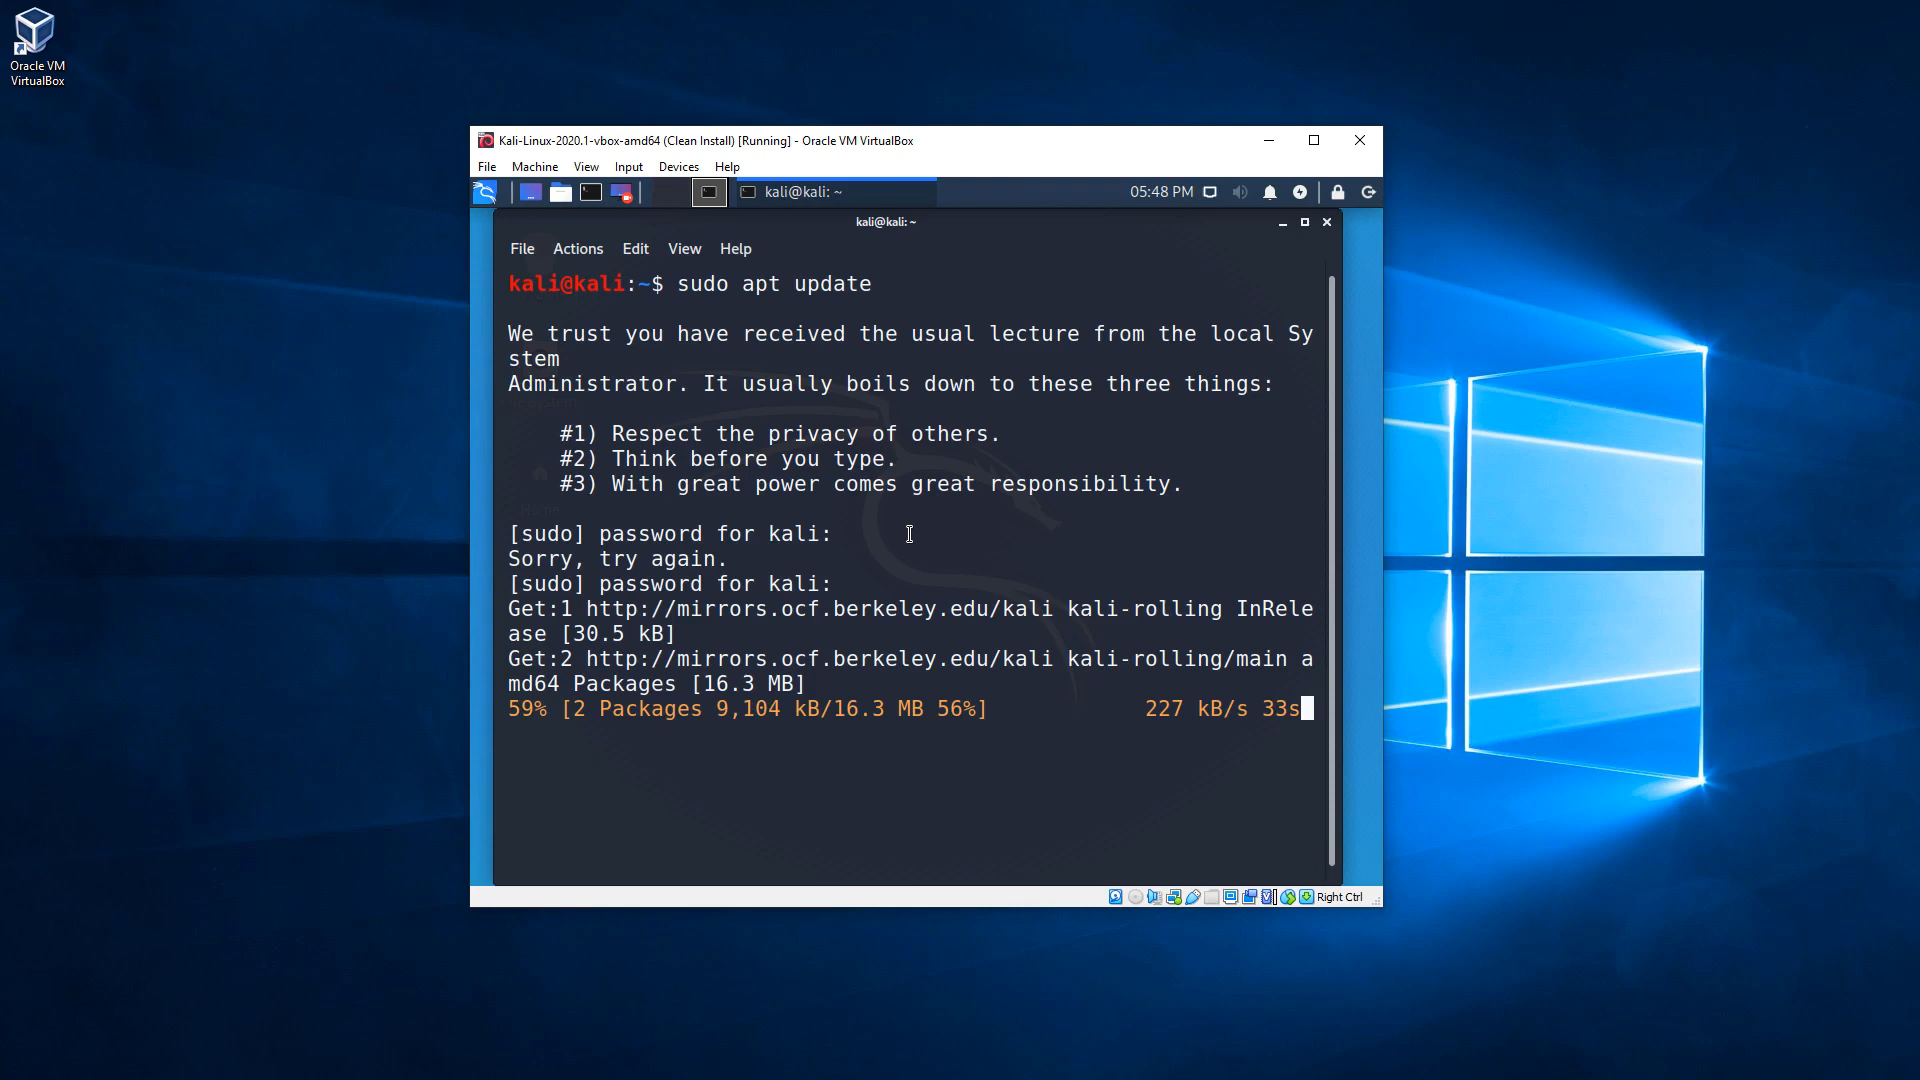 Oracle VM
VirtualBox
Kali-Linux-2020.1-vbox-amd64 (Clean Install) [Running] - Oracle VM VirtualBox
File Machine View Input Devices Help
kali@kali: ~
05:48 PM
kali@kali: ~
File Actions Edit View Help
kali@kali:~$ sudo apt update
We trust you have received the usual lecture from the local Sy
stem
Administrator. It usually boils down to these three things:
#1) Respect the privacy of others.
#2) Think before you type.
#3) With great power comes great responsibility.
[sudo] password for kali:
Sorry, try again.
[sudo] password for kali:
Get:1 http://mirrors.ocf.berkeley.edu/kali kali-rolling InRele
ase [30.5 kB]
Get:2 http://mirrors.ocf.berkeley.edu/kali kali-rolling/main a
md64 Packages [16.3 MB]
59% [2 Packages 9,104 kB/16.3 MB 56%] 227 kB/s 33s
Right Ctrl